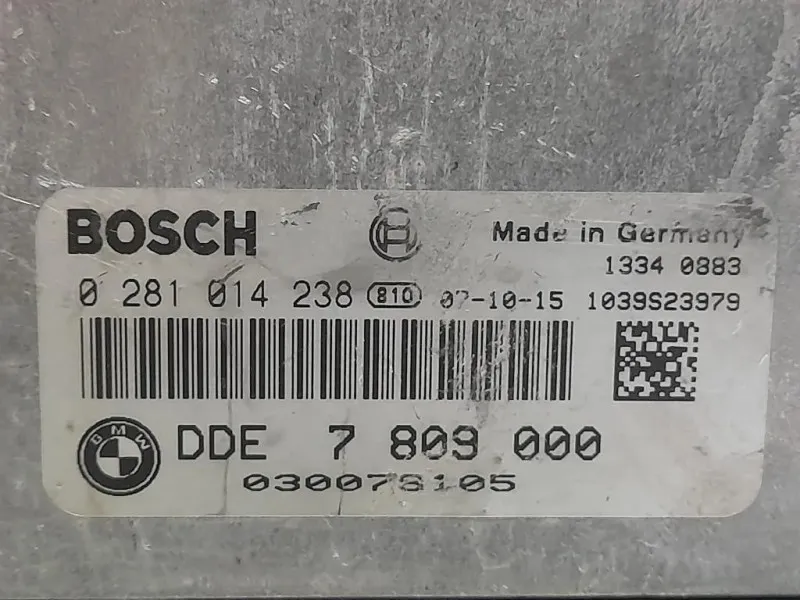 BOSCH Made in Germany
1334 0883
0 281 014 238 810 07-10-15 1039S23979
BMW DDE 7 809 000
030078105